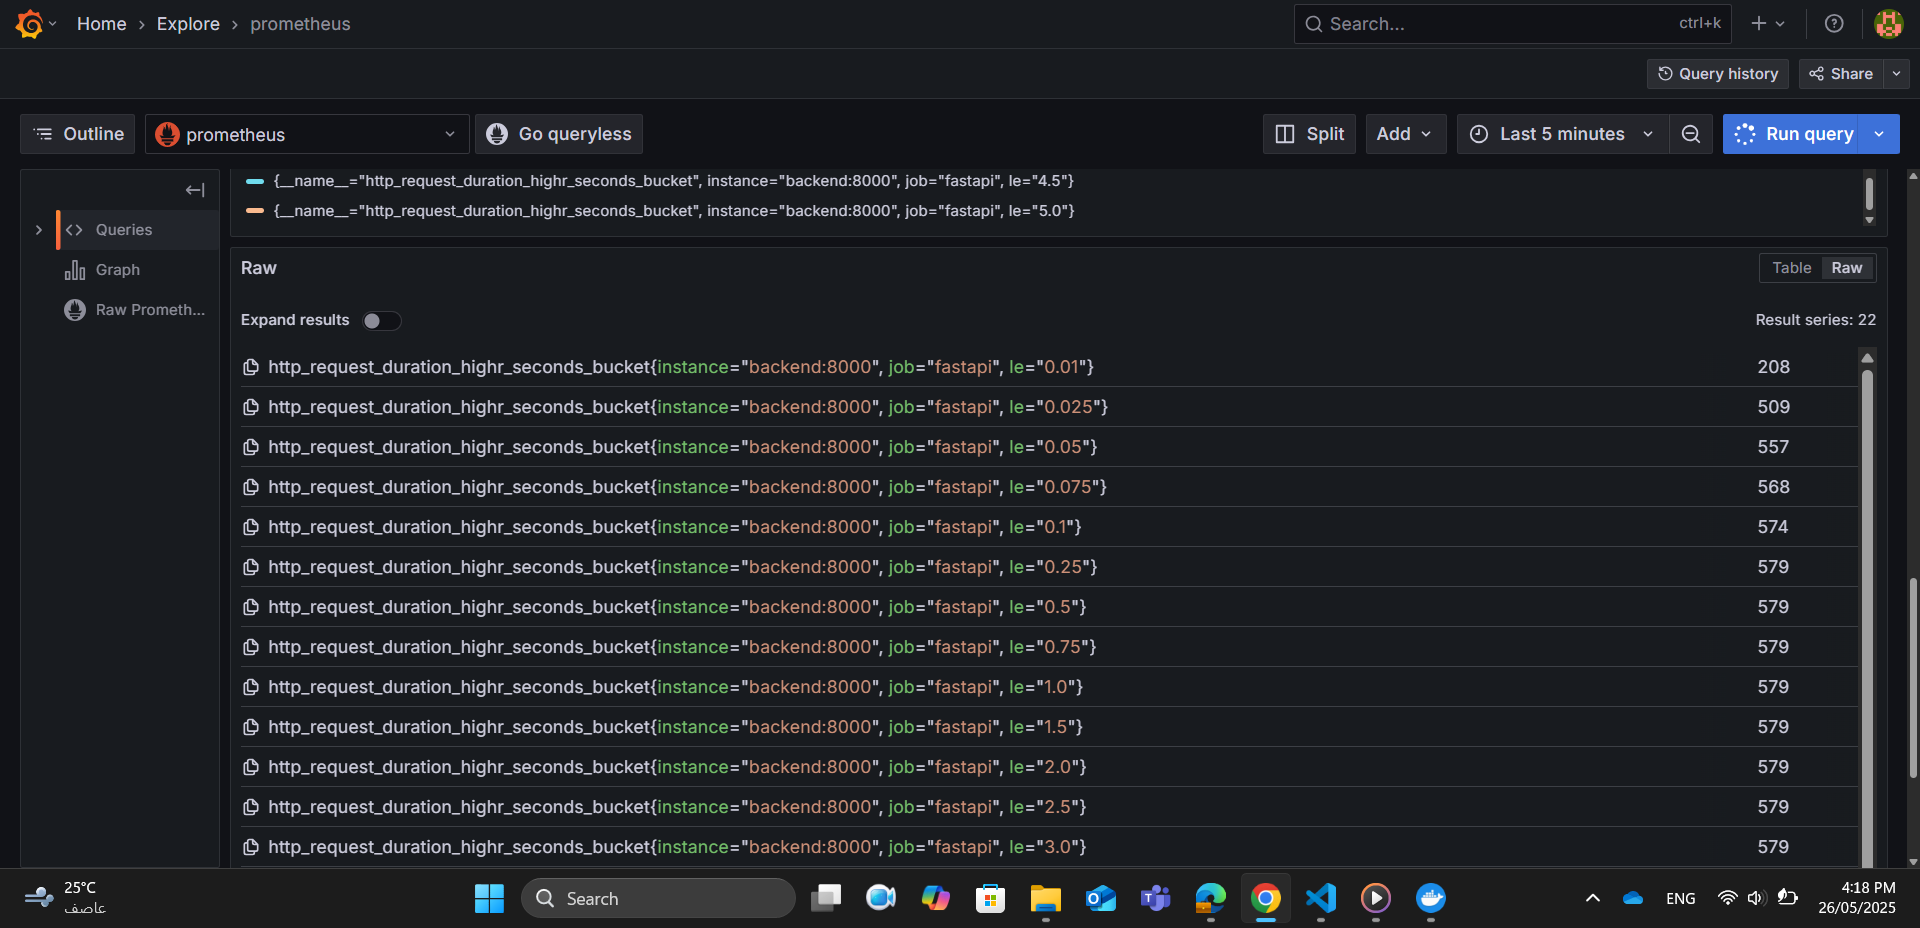 Home › Explore › prometheus
Search... ctrl+k
Query history Share
Outline prometheus Go queryless Split Add Last 5 minutes Run query
{__name__="http_request_duration_highr_seconds_bucket", instance="backend:8000", job="fastapi", le="4.5"}
{__name__="http_request_duration_highr_seconds_bucket", instance="backend:8000", job="fastapi", le="5.0"}
Queries
Graph
Raw Prometh...
Raw Table Raw
Expand results Result series: 22
http_request_duration_highr_seconds_bucket{instance="backend:8000", job="fastapi", le="0.01"} 208
http_request_duration_highr_seconds_bucket{instance="backend:8000", job="fastapi", le="0.025"} 509
http_request_duration_highr_seconds_bucket{instance="backend:8000", job="fastapi", le="0.05"} 557
http_request_duration_highr_seconds_bucket{instance="backend:8000", job="fastapi", le="0.075"} 568
http_request_duration_highr_seconds_bucket{instance="backend:8000", job="fastapi", le="0.1"} 574
http_request_duration_highr_seconds_bucket{instance="backend:8000", job="fastapi", le="0.25"} 579
http_request_duration_highr_seconds_bucket{instance="backend:8000", job="fastapi", le="0.5"} 579
http_request_duration_highr_seconds_bucket{instance="backend:8000", job="fastapi", le="0.75"} 579
http_request_duration_highr_seconds_bucket{instance="backend:8000", job="fastapi", le="1.0"} 579
http_request_duration_highr_seconds_bucket{instance="backend:8000", job="fastapi", le="1.5"} 579
http_request_duration_highr_seconds_bucket{instance="backend:8000", job="fastapi", le="2.0"} 579
http_request_duration_highr_seconds_bucket{instance="backend:8000", job="fastapi", le="2.5"} 579
http_request_duration_highr_seconds_bucket{instance="backend:8000", job="fastapi", le="3.0"} 579
25°C
عاصف
Search
ENG
4:18 PM
26/05/2025